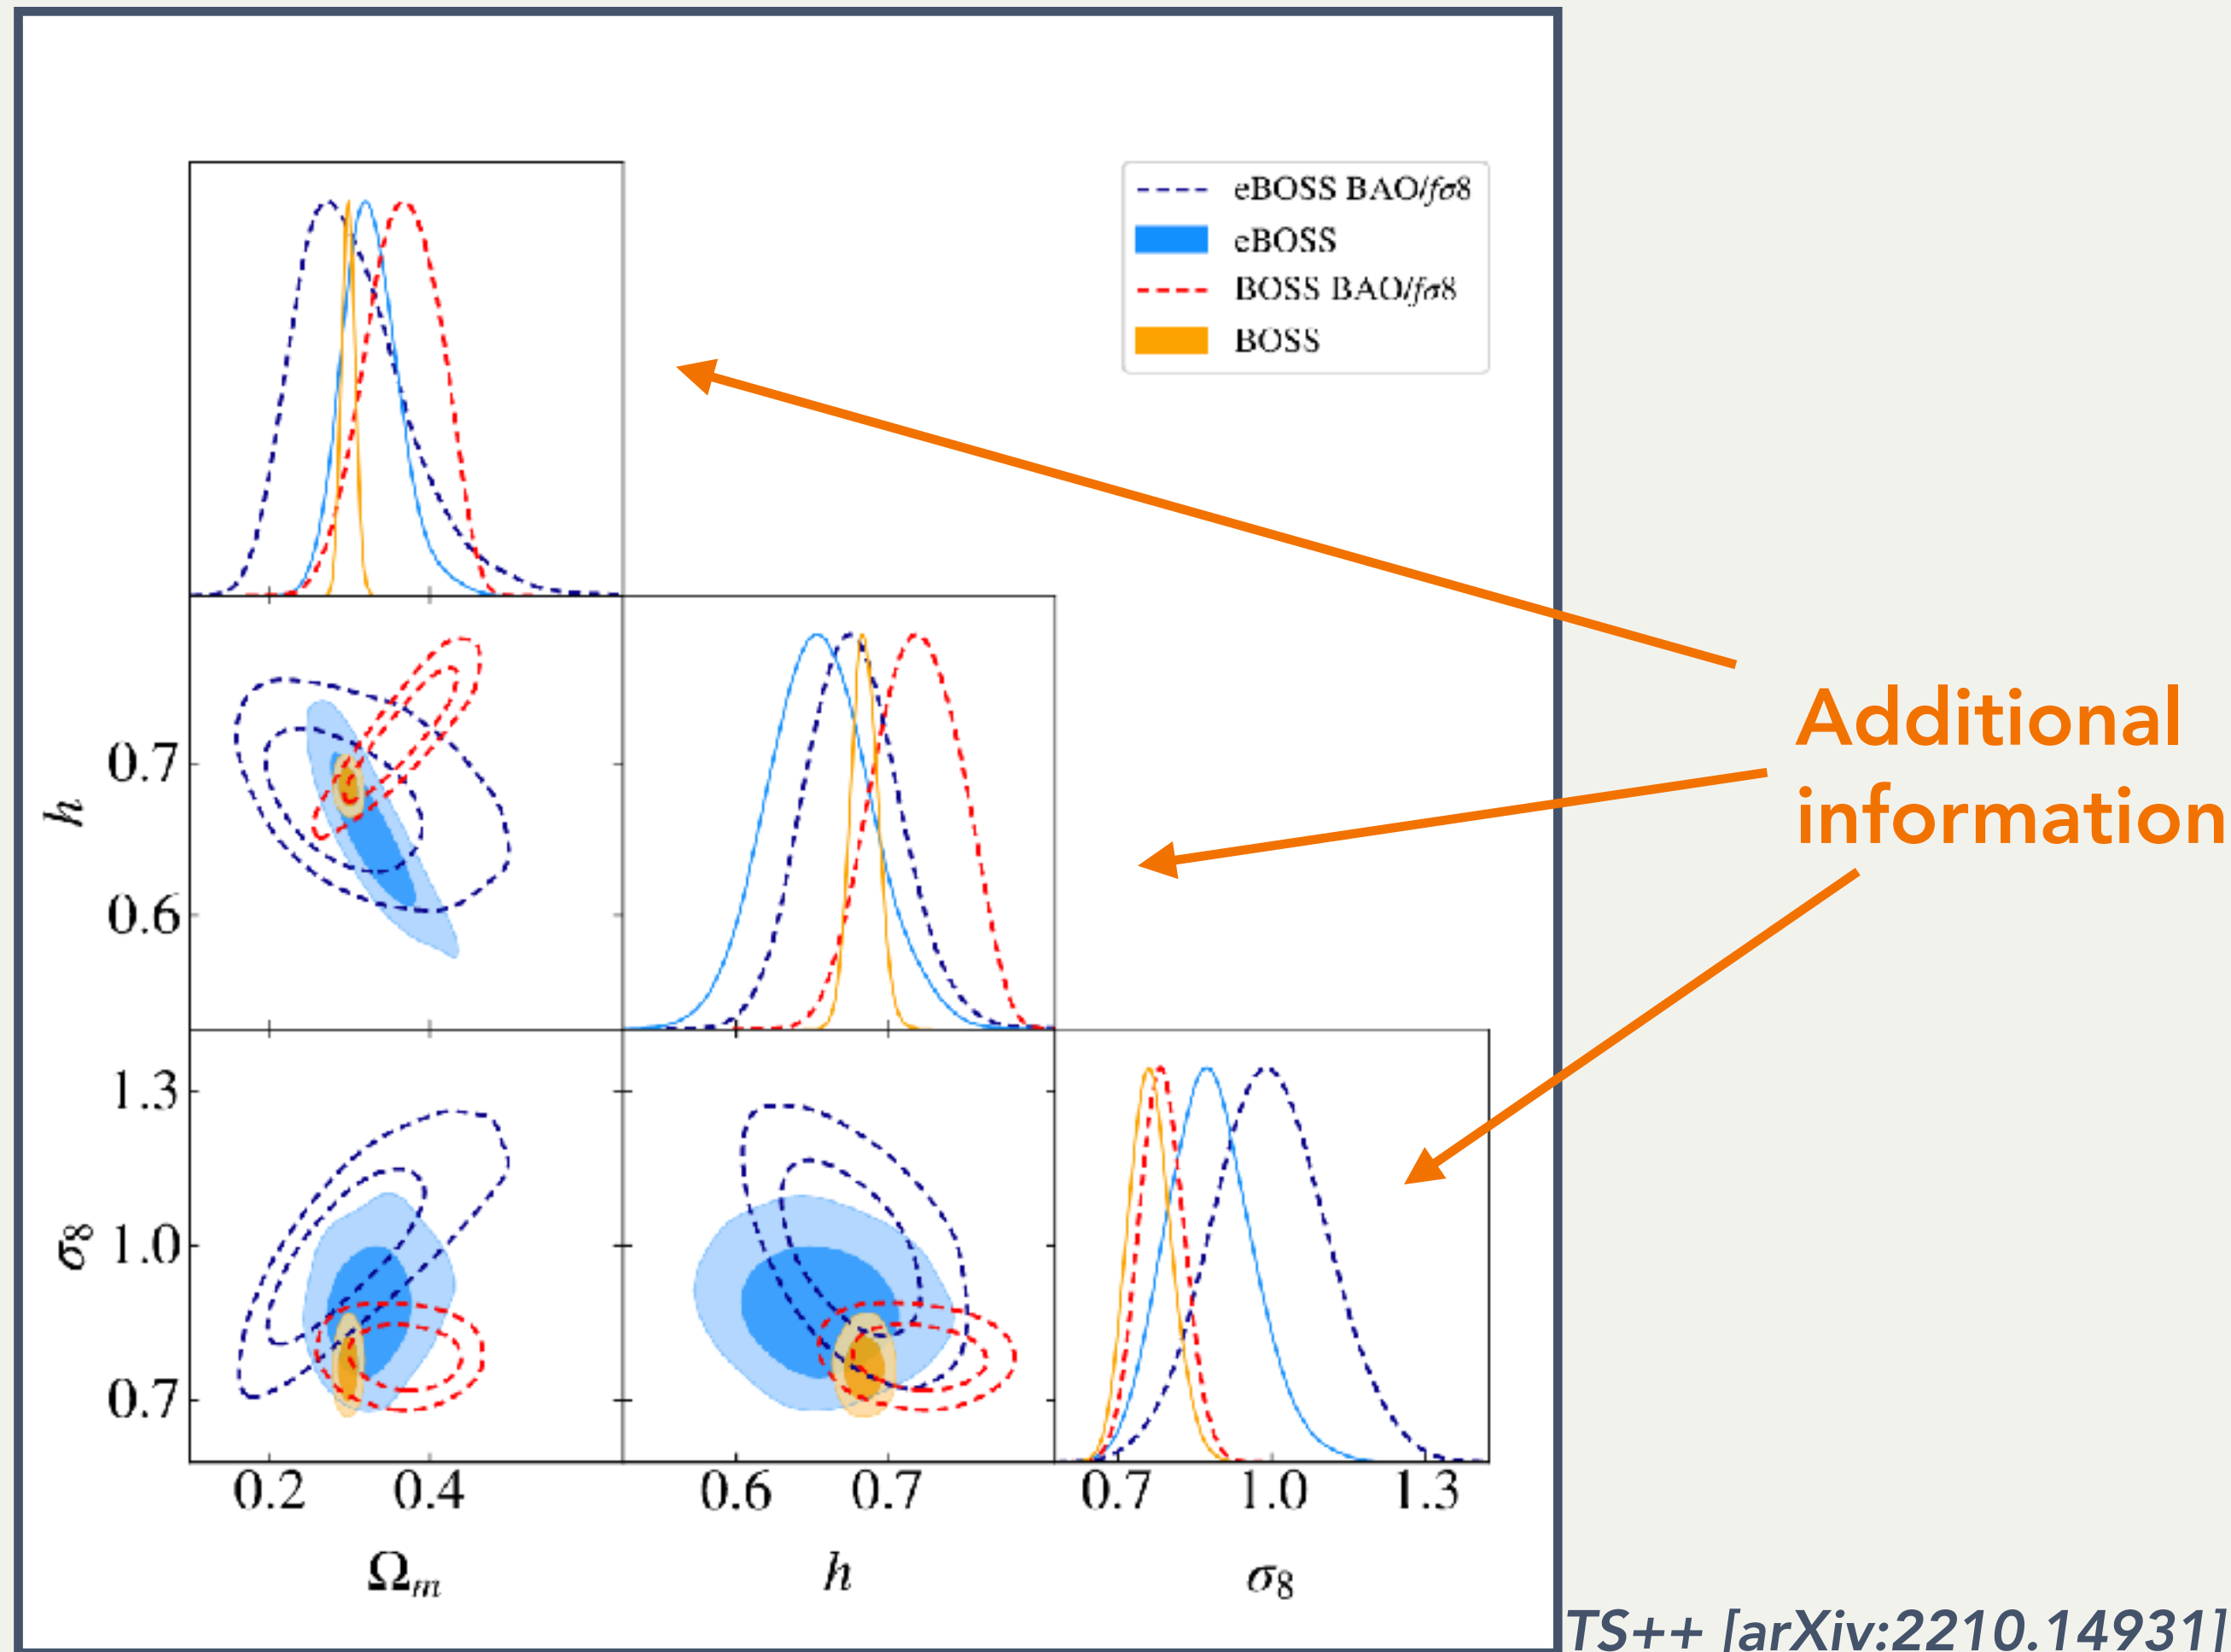 eBOSS BAO/fσ8
eBOSS
BOSS BAO/fσ8
BOSS
Additional
information
h
0.7
0.6
σ₈
1.3
1.0
0.7
0.2 0.4 0.6 0.7 0.7 1.0 1.3
Ωₘ h σ₈
TS++ [arXiv:2210.14931]